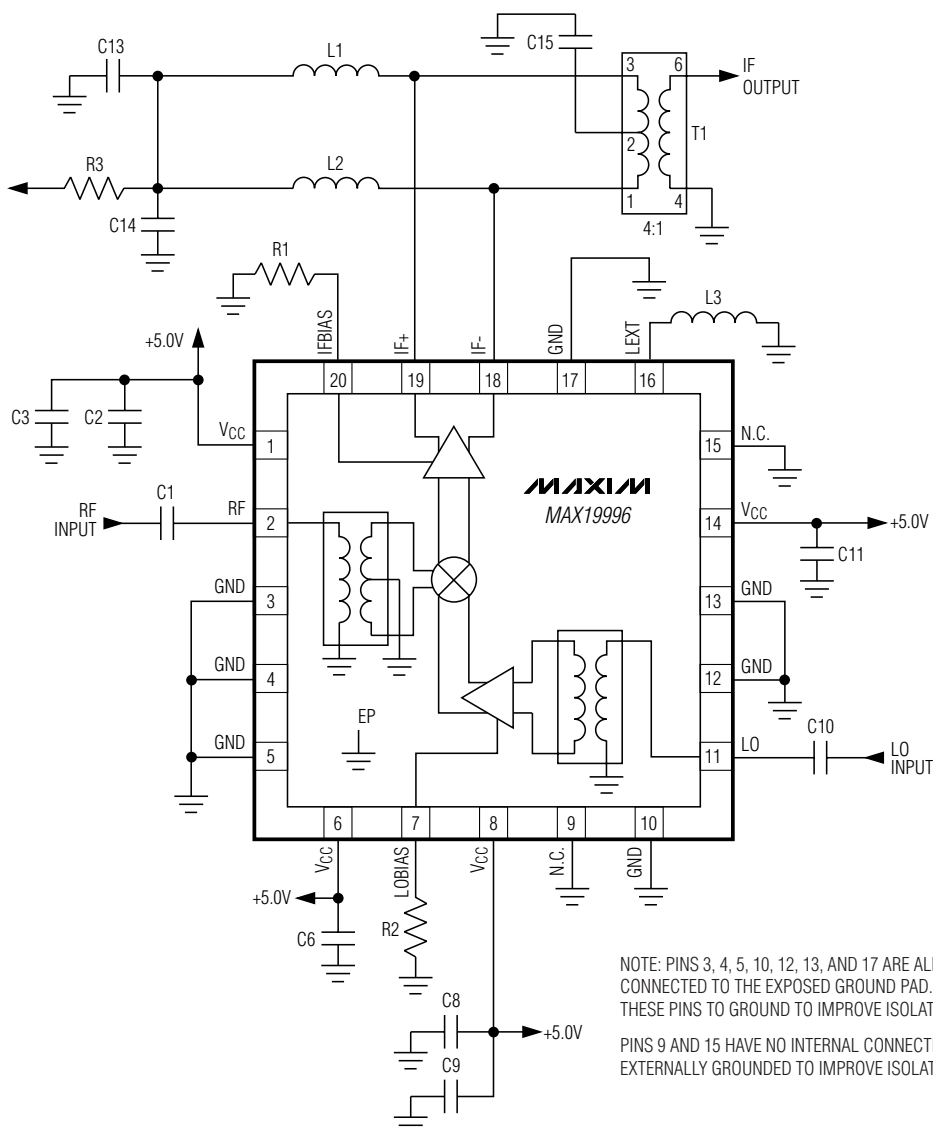 C13
L1
C15
3
6
IF
OUTPUT
T1
2
R3
L2
1
4
C14
4:1
R1
L3
+5.0V
IFBIAS
IF+
IF-
GND
LEXT
20
19
18
17
16
C3
C2
VCC
1
15
N.C.
MAXIM
MAX19996
RF
INPUT
C1
RF
2
14
VCC
+5.0V
C11
GND
3
13
GND
GND
4
12
GND
EP
C10
GND
5
11
LO
LO
INPUT
6
7
8
9
10
VCC
LOBIAS
VCC
N.C.
GND
+5.0V
R2
C6
C8
+5.0V
C9
NOTE: PINS 3, 4, 5, 10, 12, 13, AND 17 ARE
CONNECTED TO THE EXPOSED GROUND PAD.
THESE PINS TO GROUND TO IMPROVE
PINS 9 AND 15 HAVE NO INTERNAL
EXTERNALLY GROUNDED TO IMPROVE